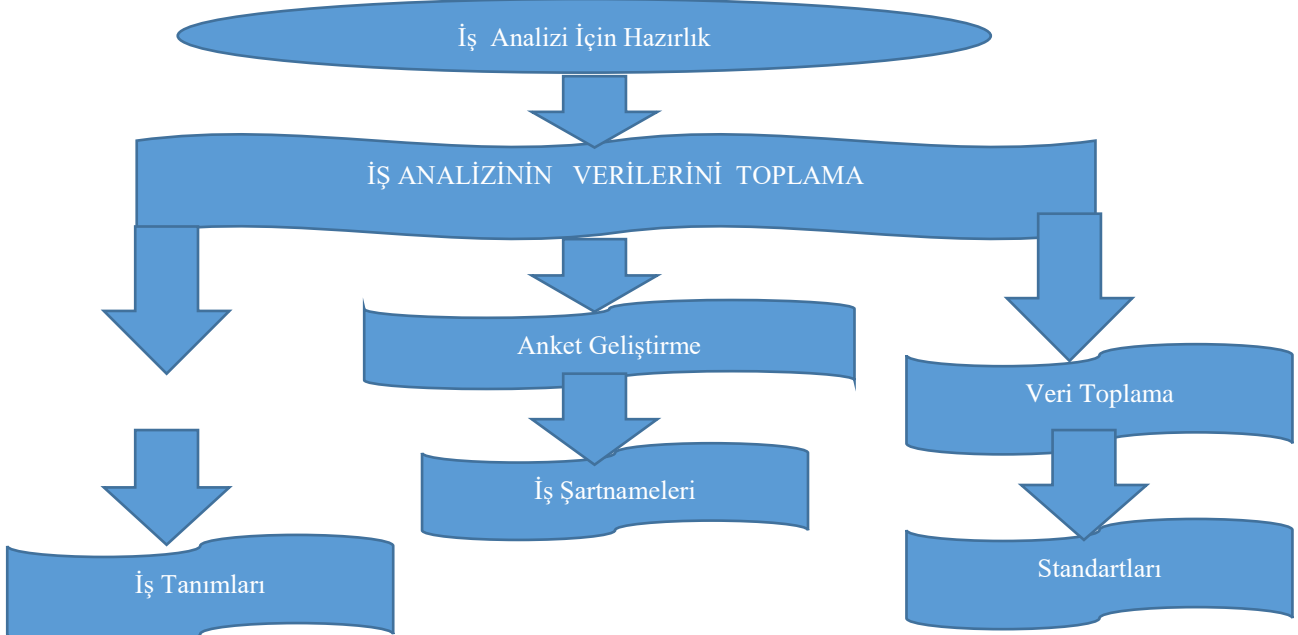 İş Analizi İçin Hazırlık
İŞ ANALİZİNİN VERİLERİNİ TOPLAMA
Anket Geliştirme
Veri Toplama
İş Şartnameleri
İş Tanımları
Standartları